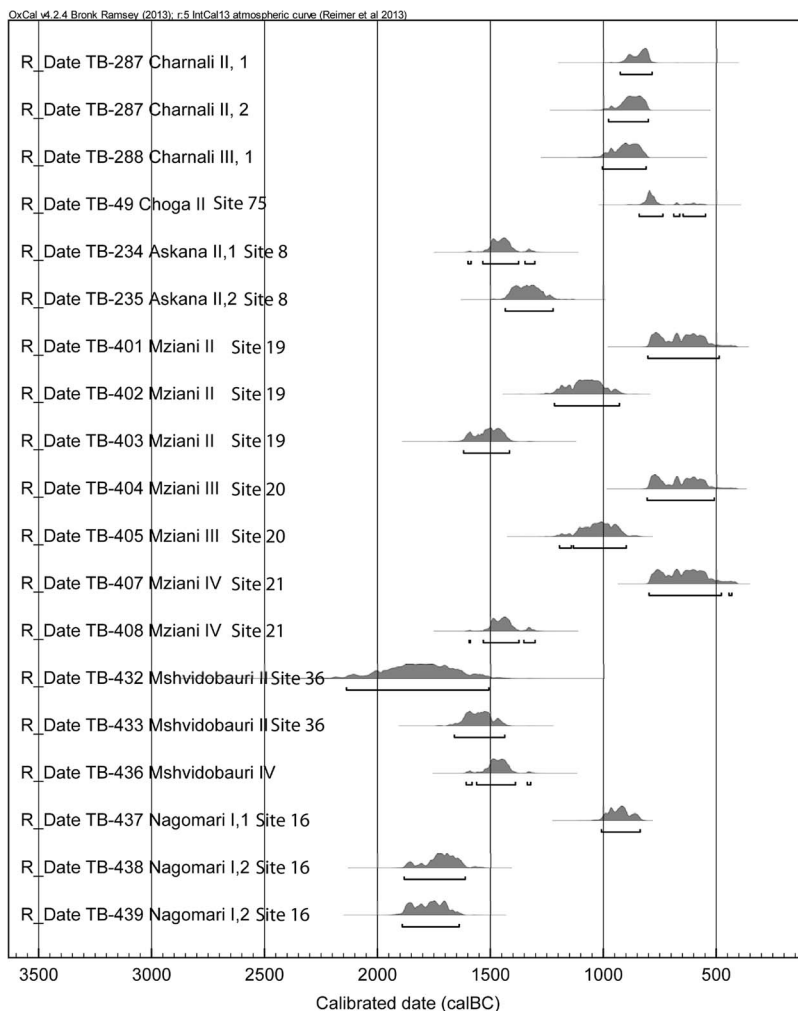 OxCal v4.2.4 Bronk Ramsey (2013); r:5 IntCal13 atmospheric curve (Reimer et al 2013)
R_Date TB-287 Charnali II, 1
R_Date TB-287 Charnali II, 2
R_Date TB-288 Charnali III, 1
R_Date TB-49 Choga II Site 75
R_Date TB-234 Askana II,1 Site 8
R_Date TB-235 Askana II,2 Site 8
R_Date TB-401 Mziani II Site 19
R_Date TB-402 Mziani II Site 19
R_Date TB-403 Mziani II Site 19
R_Date TB-404 Mziani III Site 20
R_Date TB-405 Mziani III Site 20
R_Date TB-407 Mziani IV Site 21
R_Date TB-408 Mziani IV Site 21
R_Date TB-432 Mshvidobauri II Site 36
R_Date TB-433 Mshvidobauri II Site 36
R_Date TB-436 Mshvidobauri IV
R_Date TB-437 Nagomari I,1 Site 16
R_Date TB-438 Nagomari I,2 Site 16
R_Date TB-439 Nagomari I,2 Site 16
3500 3000 2500 2000 1500 1000 500
Calibrated date (calBC)